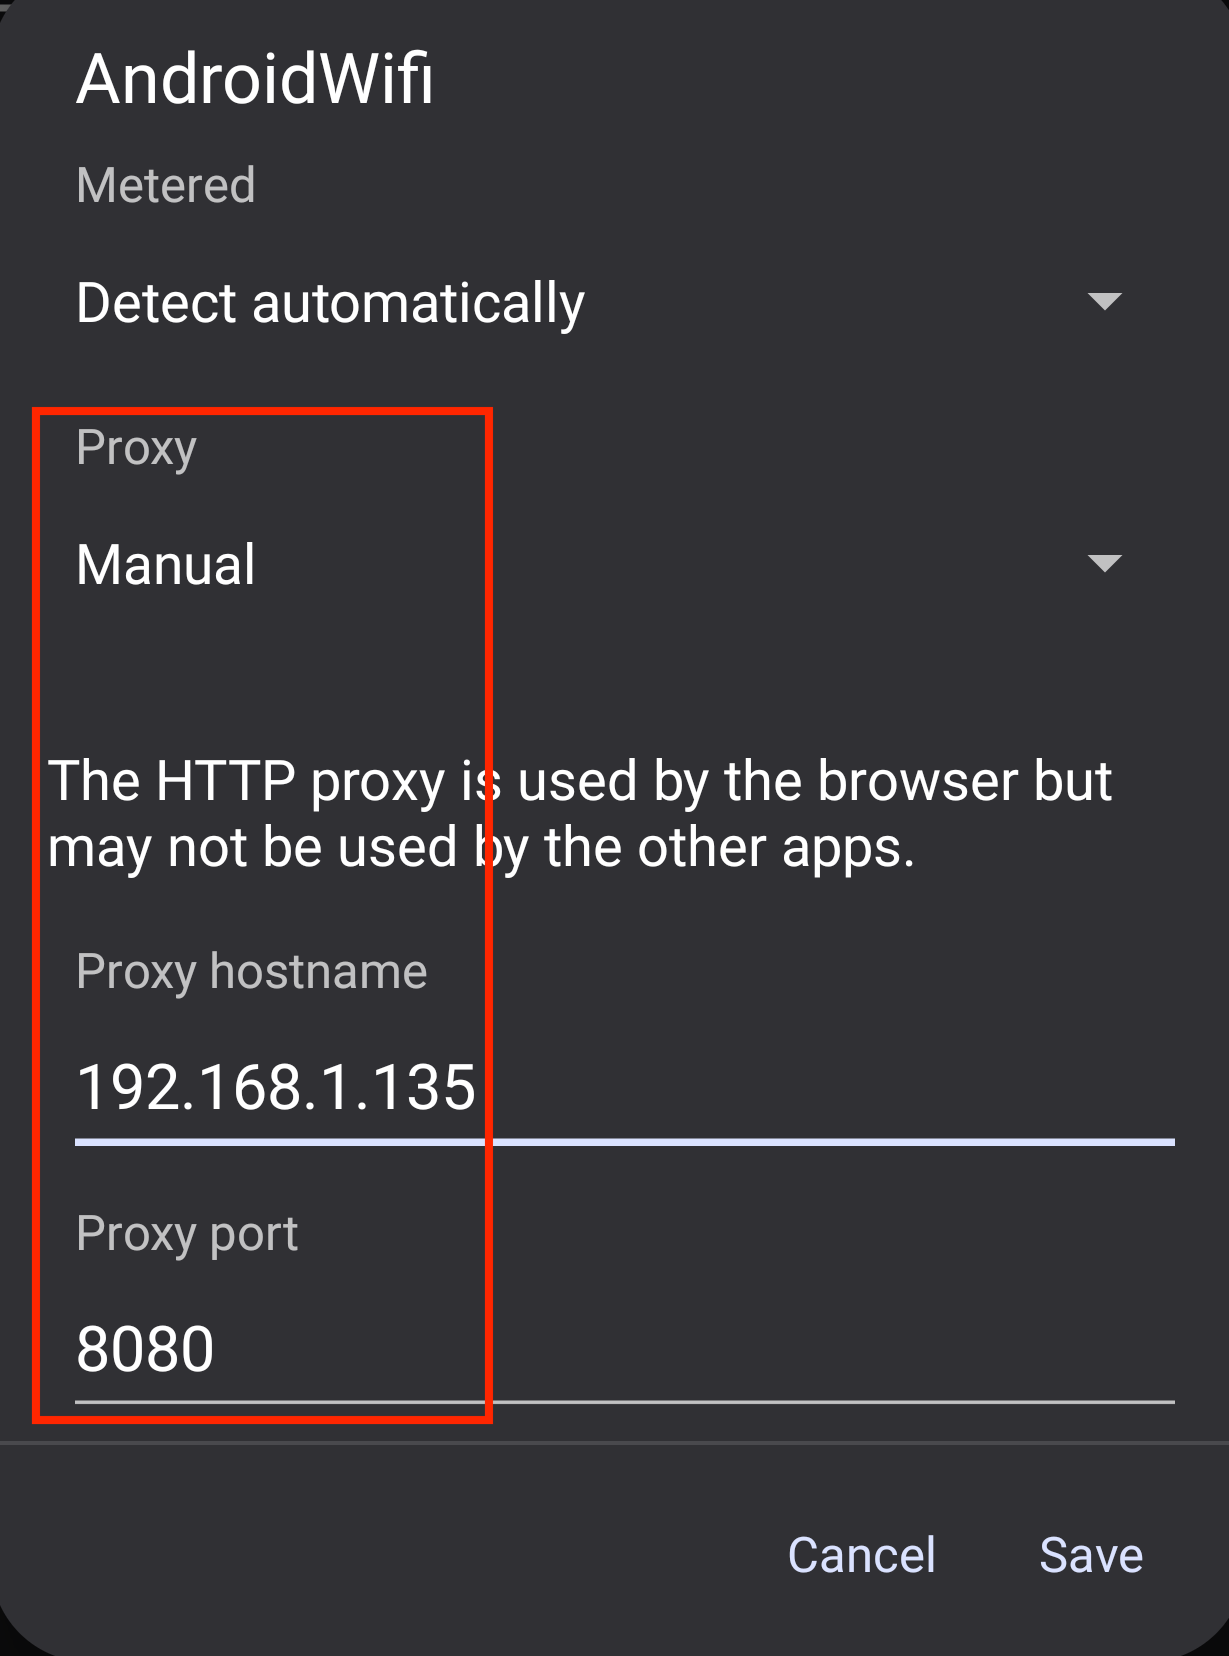 AndroidWifi
Metered
Detect automatically
Proxy
Manual
The HTTP proxy is used by the browser but
may not be used by the other apps.
Proxy hostname
192.168.1.135
Proxy port
8080
Cancel Save